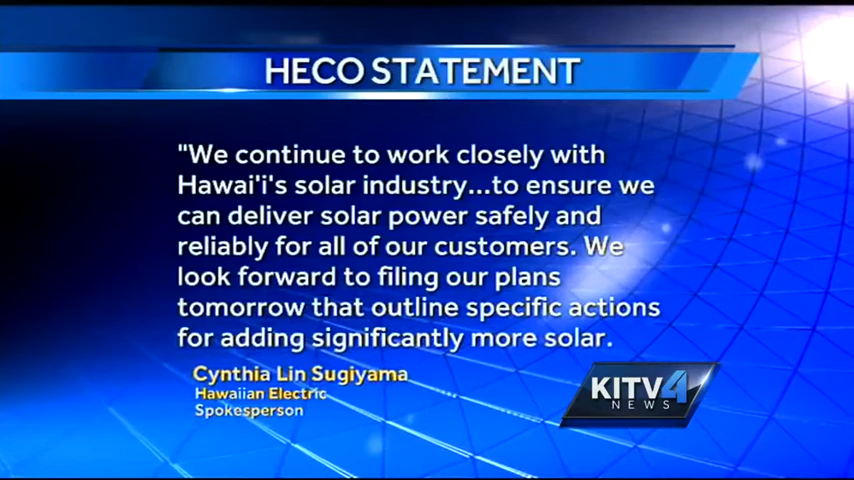 HECO STATEMENT
"We continue to work closely with
Hawai'i's solar industry...to ensure we
can deliver solar power safely and
reliably for all of our customers. We
look forward to filing our plans
tomorrow that outline specific actions
for adding significantly more solar.
Cynthia Lin Sugiyama
Hawaiian Electric
Spokesperson
KITV4
NEWS